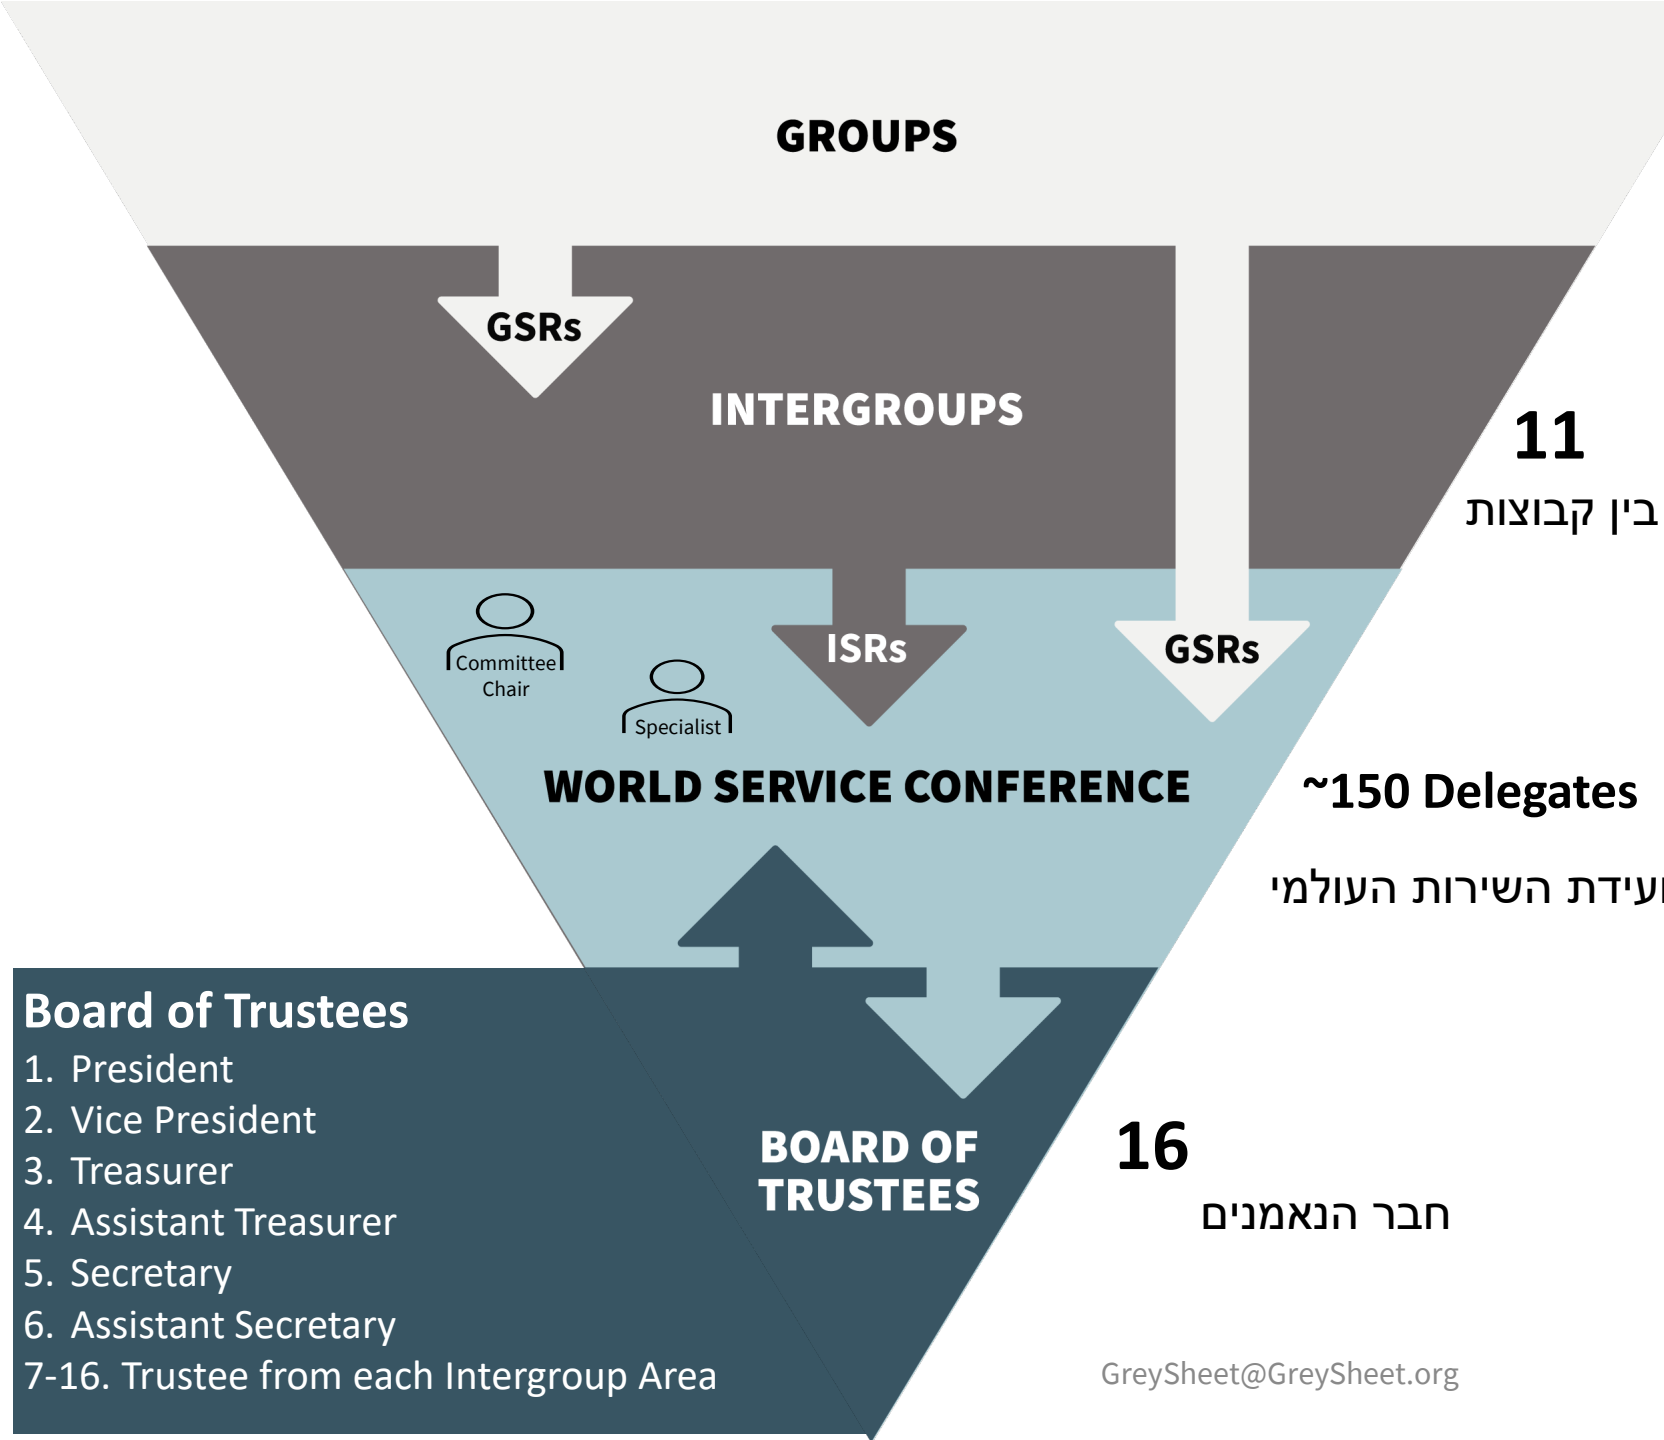 GROUPS
GSRs
INTERGROUPS
11
בין קבוצות
Committee
Chair
Specialist
ISRs
GSRs
WORLD SERVICE CONFERENCE
~150 Delegates
השירות העולמי
Board of Trustees
1. President
2. Vice President
3. Treasurer
4. Assistant Treasurer
5. Secretary
6. Assistant Secretary
7-16. Trustee from each Intergroup Area
BOARD OF
TRUSTEES
16
חבר הנאמנים
GreySheet@GreySheet.org